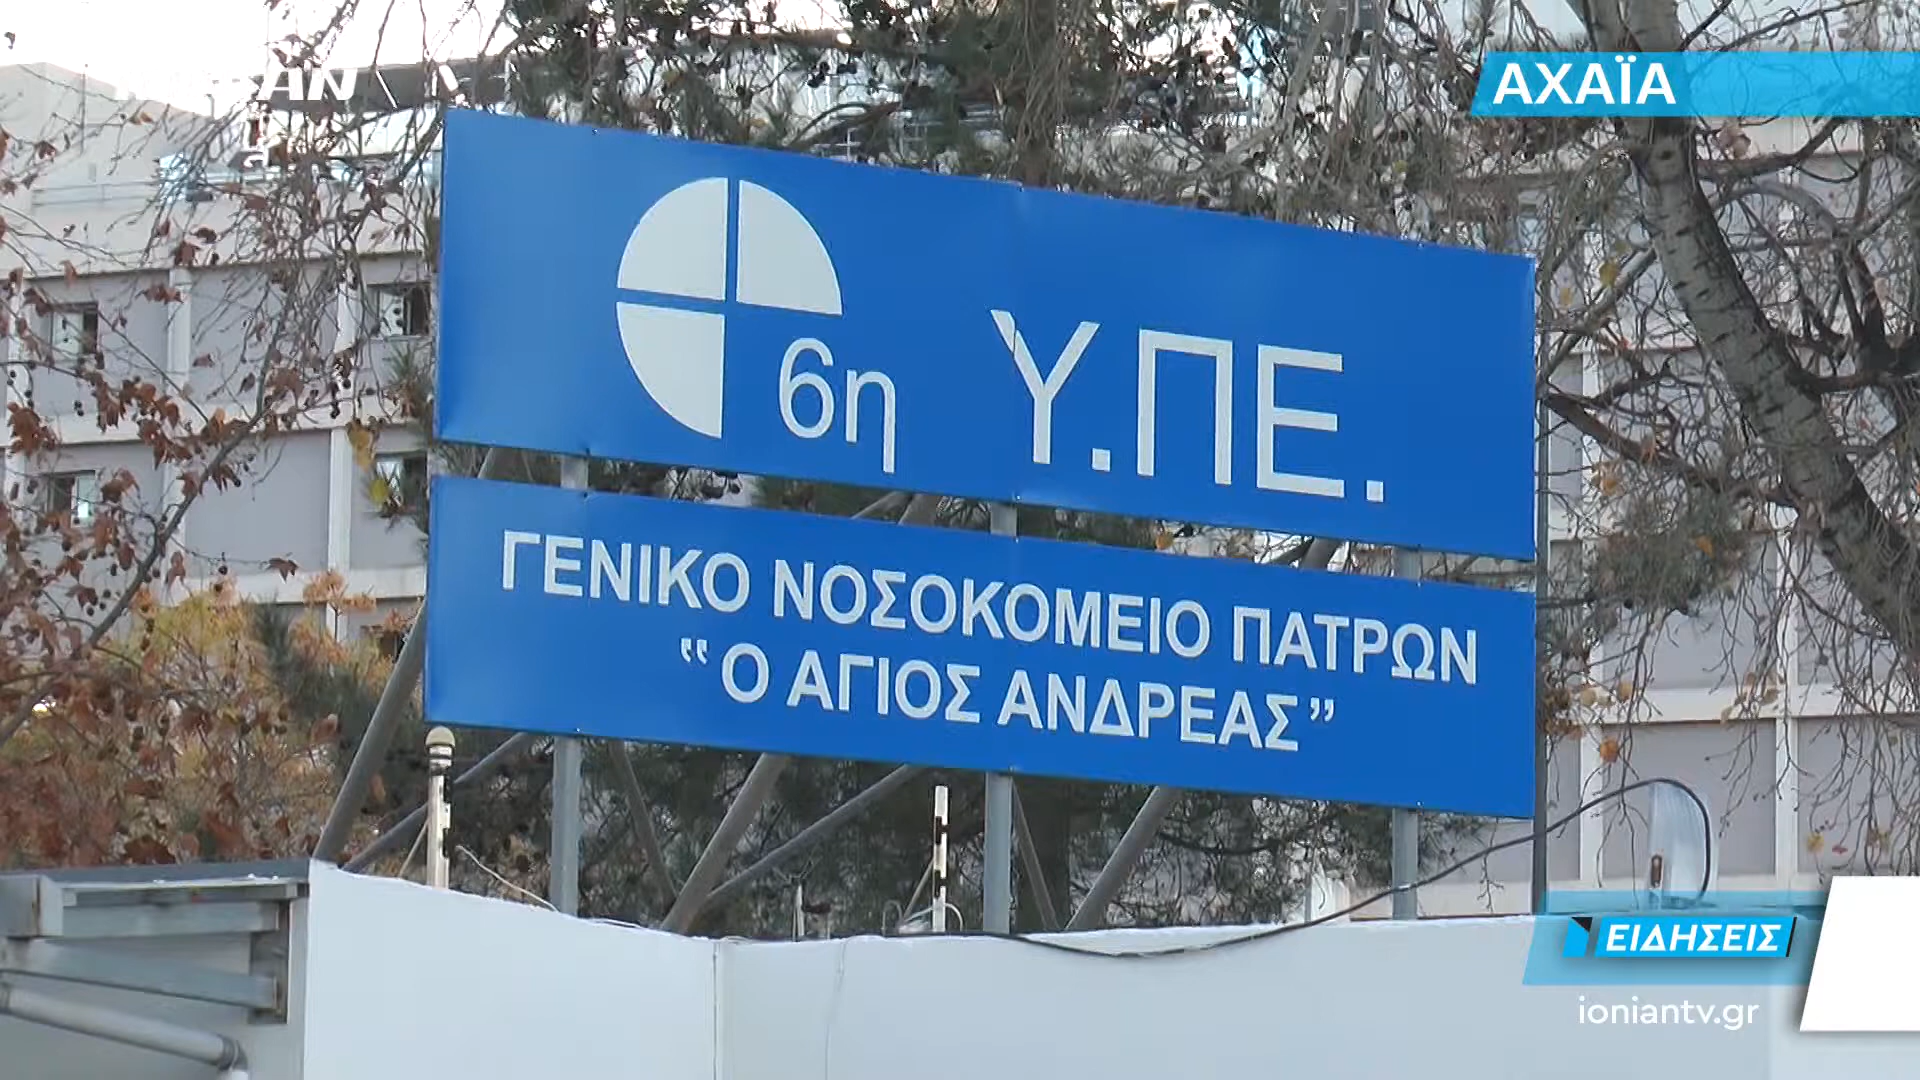 ΑΧΑΪΑ
6η Υ.ΠΕ.
ΓΕΝΙΚΟ ΝΟΣΟΚΟΜΕΙΟ ΠΑΤΡΩΝ
“Ο ΑΓΙΟΣ ΑΝΔΡΕΑΣ”
ΕΙΔΗΣΕΙΣ
ioniantv.gr